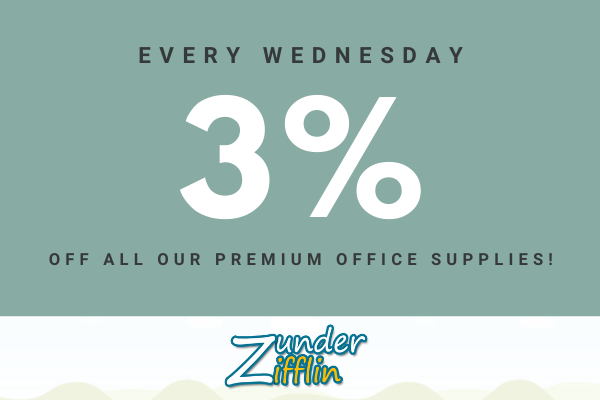 EVERY WEDNESDAY
3%
OFF ALL OUR PREMIUM OFFICE SUPPLIES!
Zunder
Zifflin